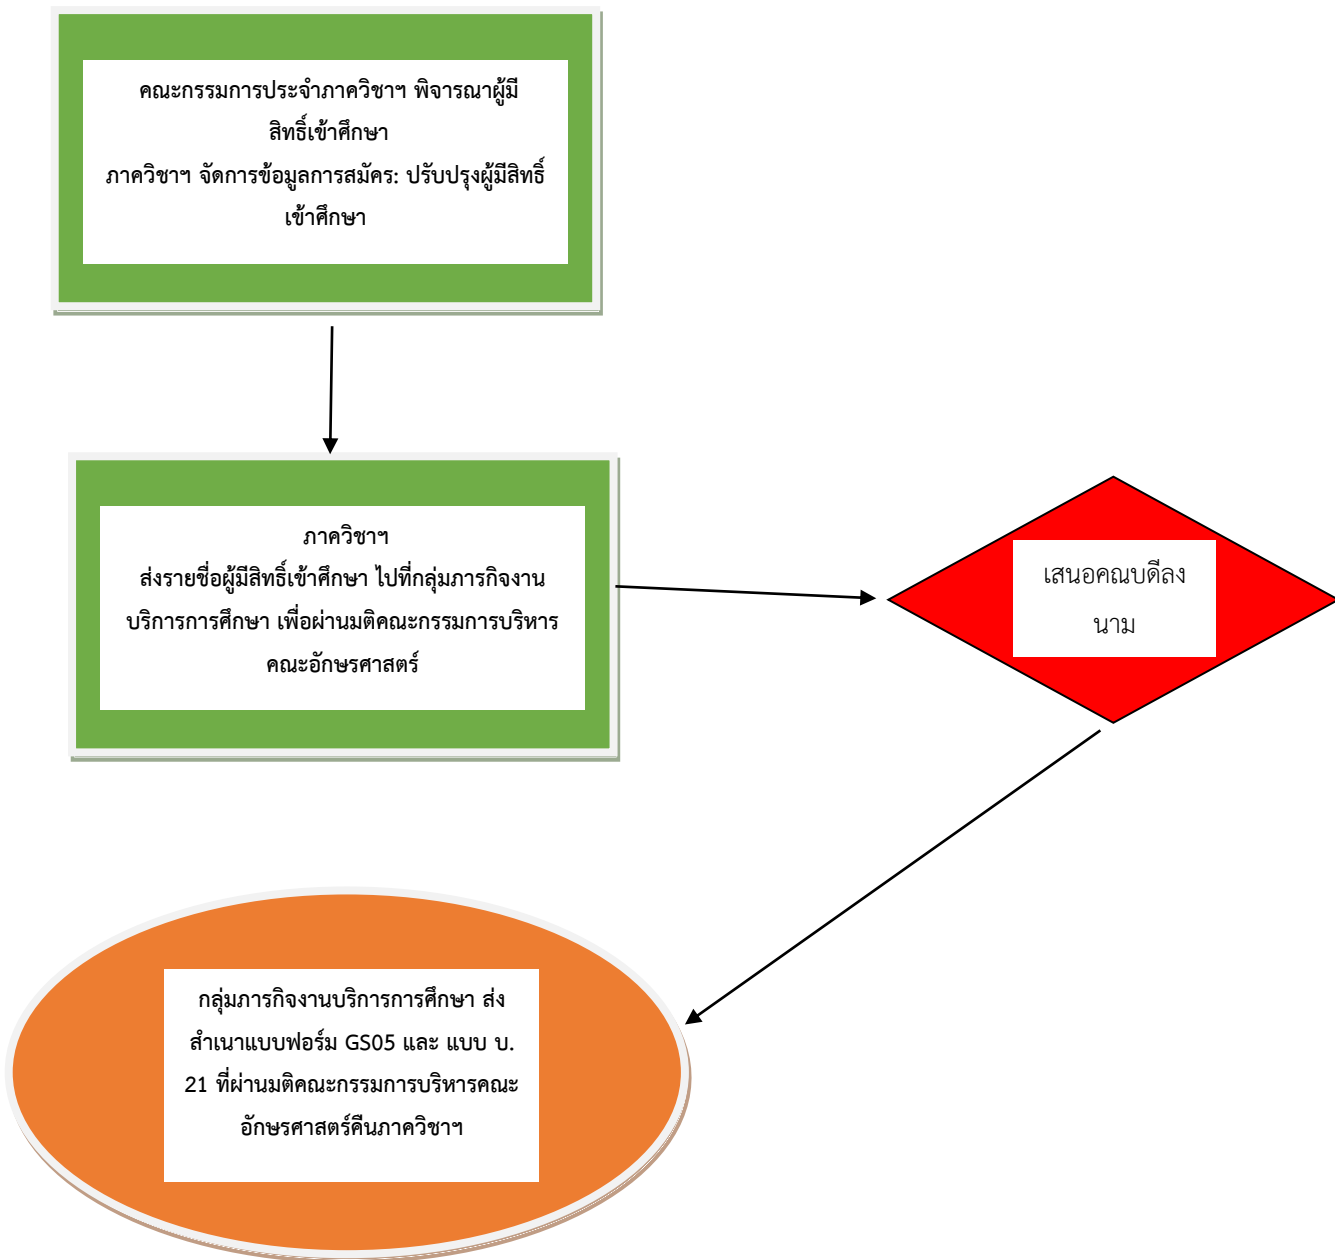 คณะกรรมการประจำภาควิชาฯ พิจารณาผู้มี
สิทธิ์เข้าศึกษา
ภาควิชาฯ จัดการข้อมูลการสมัคร: ปรับปรุงผู้มีสิทธิ์
เข้าศึกษา
ภาควิชาฯ
ส่งรายชื่อผู้มีสิทธิ์เข้าศึกษา ไปที่กลุ่มภารกิจงาน
บริการการศึกษา เพื่อผ่านมติคณะกรรมการบริหาร
คณะอักษรศาสตร์
เสนอคณบดีลง
นาม
กลุ่มภารกิจงานบริการการศึกษา ส่ง
สำเนาแบบฟอร์ม GS05 และ แบบ บ.
21 ที่ผ่านมติคณะกรรมการบริหารคณะ
อักษรศาสตร์คืนภาควิชาฯ